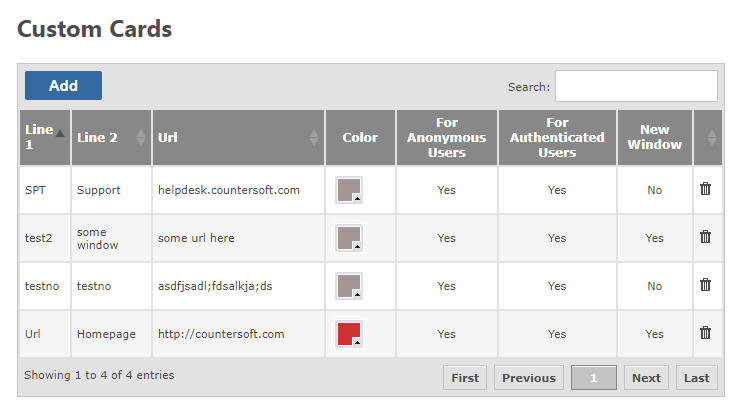 Custom Cards
Add
Search:
Line 1 Line 2 Url Color For Anonymous Users For Authenticated Users New Window
SPT Support helpdesk.countersoft.com Yes Yes No
test2 some window some url here Yes Yes Yes
testno testno asdfjsadl;fdsalkja;ds Yes Yes No
Url Homepage http://countersoft.com Yes Yes Yes
Showing 1 to 4 of 4 entries
First Previous 1 Next Last